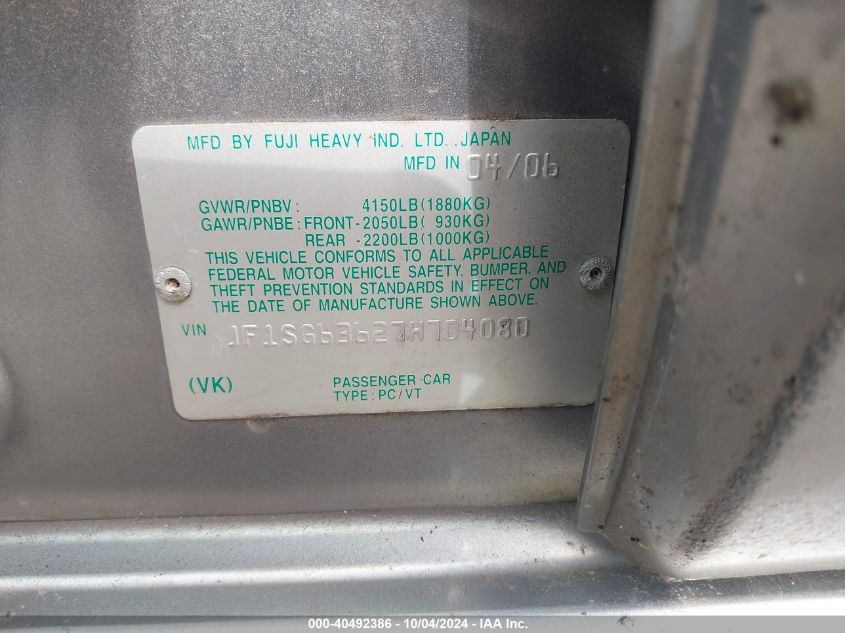 MFD BY FUJI HEAVY IND. LTD. JAPAN
MFD IN 04/06
GVWR/PNBV: 4150LB(1880KG)
GAWR/PNBE: FRONT-2050LB( 930KG)
REAR -2200LB(1000KG)
THIS VEHICLE CONFORMS TO ALL APPLICABLE
FEDERAL MOTOR VEHICLE SAFETY, BUMPER, AND
THEFT PREVENTION STANDARDS IN EFFECT ON
THE DATE OF MANUFACTURE SHOWN ABOVE.
VIN JF1SG63627H704080
(VK) PASSENGER CAR
TYPE: PC/VT
000-40492386 - 10/04/2024 - IAA Inc.